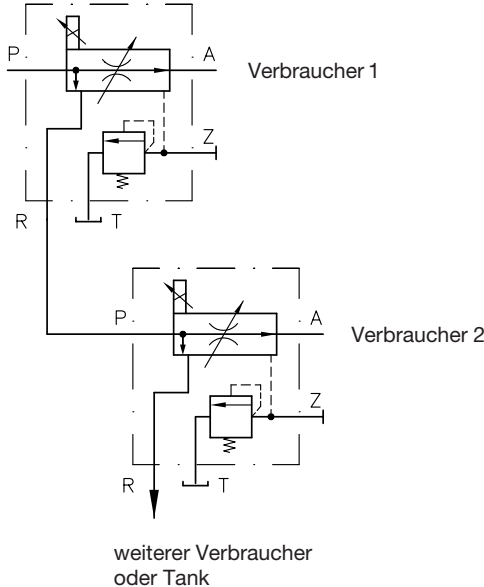 P
A
Verbraucher 1
Z
R
T
P
A
Verbraucher 2
Z
R
T
weiterer Verbraucher
oder Tank